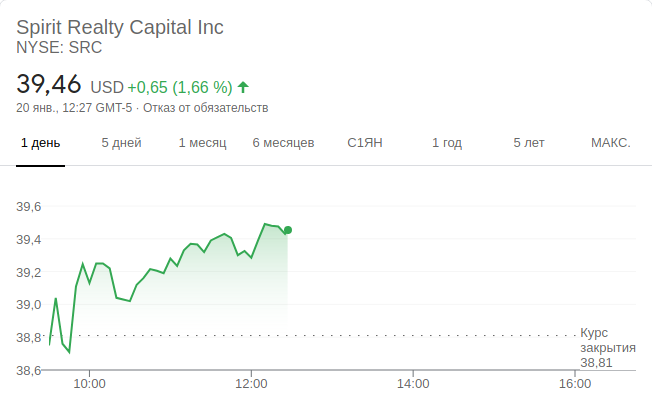 Spirit Realty Capital Inc
NYSE: SRC
39,46 USD +0,65 (1,66 %)
20 янв., 12:27 GMT-5 · Отказ от обязательств
1 день 5 дней 1 месяц 6 месяцев С1ЯН 1 год 5 лет МАКС.
39,6
39,4
39,2
39,0
38,8
38,6
Курс
закрытия
38,81
10:00 12:00 14:00 16:00